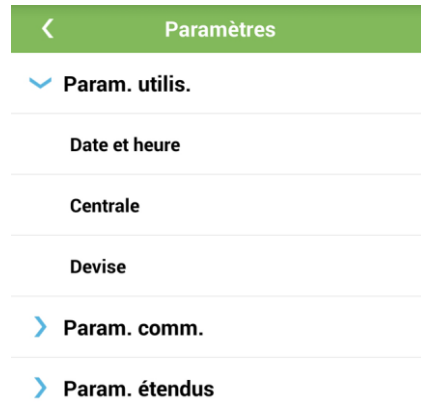 Paramètres
Param. utilis.
Date et heure
Centrale
Devise
Param. comm.
Param. étendus